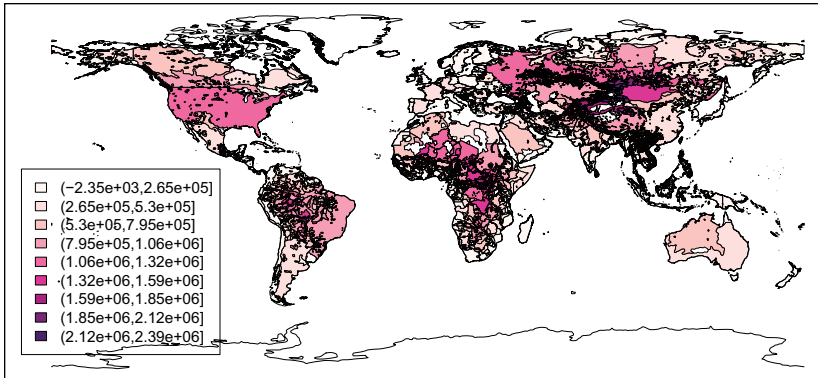 (−2.35e+03,2.65e+05]
(2.65e+05,5.3e+05]
(5.3e+05,7.95e+05]
(7.95e+05,1.06e+06]
(1.06e+06,1.32e+06]
(1.32e+06,1.59e+06]
(1.59e+06,1.85e+06]
(1.85e+06,2.12e+06]
(2.12e+06,2.39e+06]